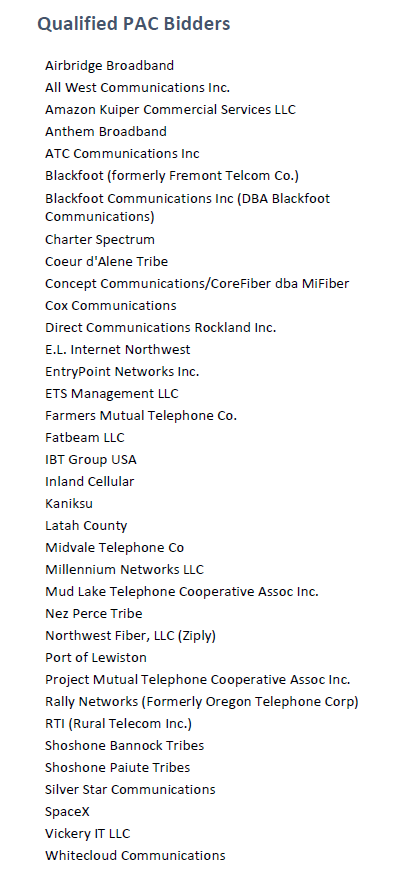 Qualified PAC Bidders
Airbridge Broadband
All West Communications Inc.
Amazon Kuiper Commercial Services LLC
Anthem Broadband
ATC Communications Inc
Blackfoot (formerly Fremont Telcom Co.)
Blackfoot Communications Inc (DBA Blackfoot
Communications)
Charter Spectrum
Coeur d'Alene Tribe
Concept Communications/CoreFiber dba MiFiber
Cox Communications
Direct Communications Rockland Inc.
E.L. Internet Northwest
EntryPoint Networks Inc.
ETS Management LLC
Farmers Mutual Telephone Co.
Fatbeam LLC
IBT Group USA
Inland Cellular
Kaniksu
Latah County
Midvale Telephone Co
Millennium Networks LLC
Mud Lake Telephone Cooperative Assoc Inc.
Nez Perce Tribe
Northwest Fiber, LLC (Ziply)
Port of Lewiston
Project Mutual Telephone Cooperative Assoc Inc.
Rally Networks (Formerly Oregon Telephone Corp)
RTI (Rural Telecom Inc.)
Shoshone Bannock Tribes
Shoshone Paiute Tribes
Silver Star Communications
SpaceX
Vickery IT LLC
Whitecloud Communications